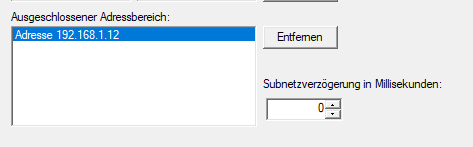 Ausgeschlossener Adressbereich:
Adresse 192.168.1.12
Entfernen
Subnetzverzögerung in Millisekunden:
0